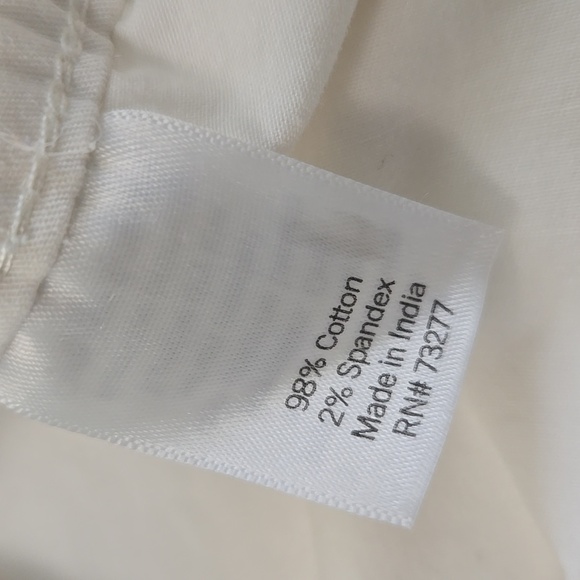 98% Cotton
2% Spandex
Made in India
RN# 73277